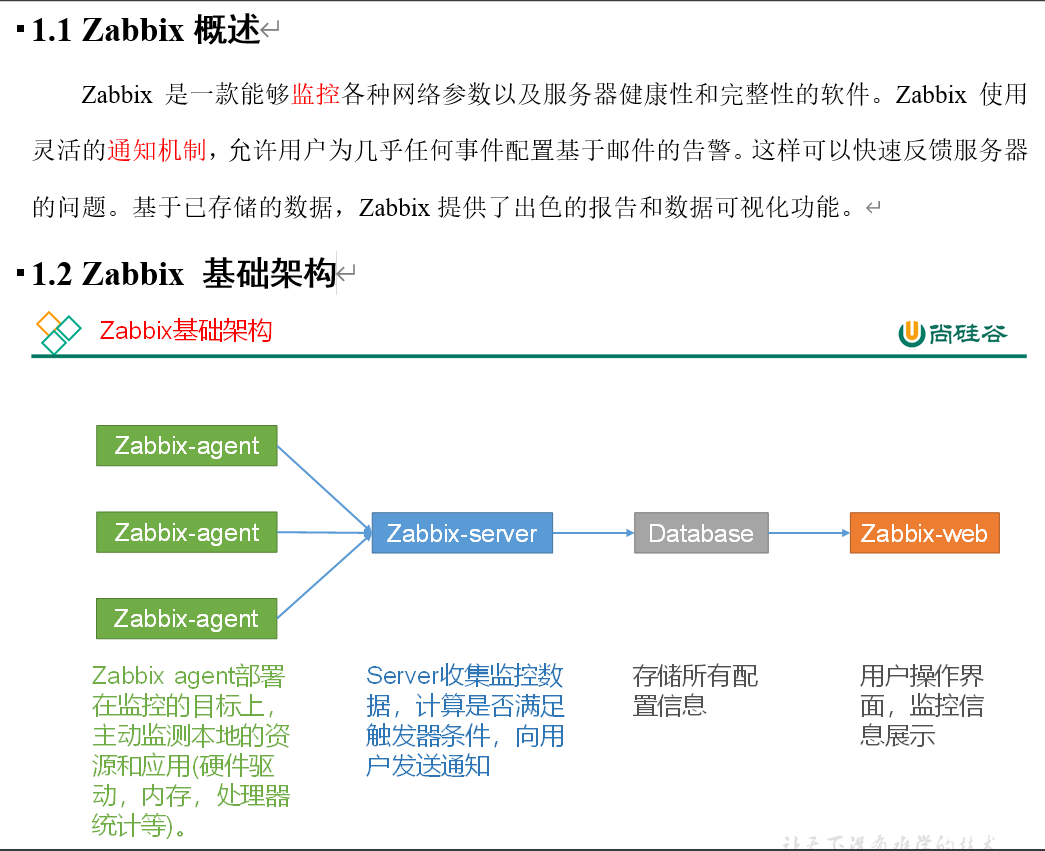 1.1 Zabbix 概述
Zabbix 是一款能够监控各种网络参数以及服务器健康性和完整性的软件。Zabbix 使用
灵活的通知机制，允许用户为几乎任何事件配置基于邮件的告警。这样可以快速反馈服务器
的问题。基于已存储的数据，Zabbix 提供了出色的报告和数据可视化功能。
1.2 Zabbix 基础架构
Zabbix基础架构
尚硅谷
Zabbix-agent
Zabbix-agent
Zabbix-server
Database
Zabbix-web
Zabbix-agent
Zabbix agent部署
在监控的目标上，
主动监测本地的资
源和应用(硬件驱
动，内存，处理器
统计等)。
Server收集监控数
据，计算是否满足
触发器条件，向用
户发送通知
存储所有配
置信息
用户操作界
面，监控信
息展示